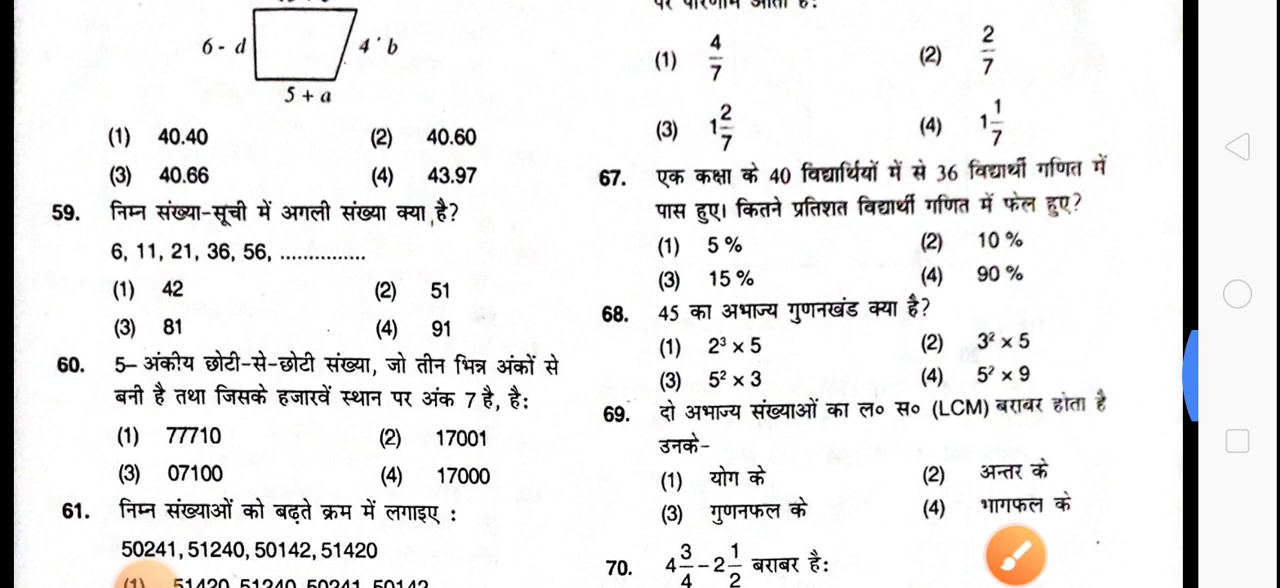 6 - d
4 · b
5 + a
(1) 40.40 (2) 40.60
(3) 40.66 (4) 43.97
59. निम्न संख्या-सूची में अगली संख्या क्या है?
6, 11, 21, 36, 56, ...............
(1) 42 (2) 51
(3) 81 (4) 91
60. 5– अंकीय छोटी-से-छोटी संख्या, जो तीन भिन्न अंकों से
बनी है तथा जिसके हजारवें स्थान पर अंक 7 है, है:
(1) 77710 (2) 17001
(3) 07100 (4) 17000
61. निम्न संख्याओं को बढ़ते क्रम में लगाइए :
50241, 51240, 50142, 51420
(1) 51420 51240 50241 50142
पर परिणाम आता है:
(1) 4/7 (2) 2/7
(3) 1 2/7 (4) 1 1/7
67. एक कक्षा के 40 विद्यार्थियों में से 36 विद्यार्थी गणित में
पास हुए। कितने प्रतिशत विद्यार्थी गणित में फेल हुए?
(1) 5 % (2) 10 %
(3) 15 % (4) 90 %
68. 45 का अभाज्य गुणनखंड क्या है?
(1) 2³ × 5 (2) 3² × 5
(3) 5² × 3 (4) 5² × 9
69. दो अभाज्य संख्याओं का ल० स० (LCM) बराबर होता है
उनके–
(1) योग के (2) अन्तर के
(3) गुणनफल के (4) भागफल के
70. 4 3/4 – 2 1/2 बराबर है: